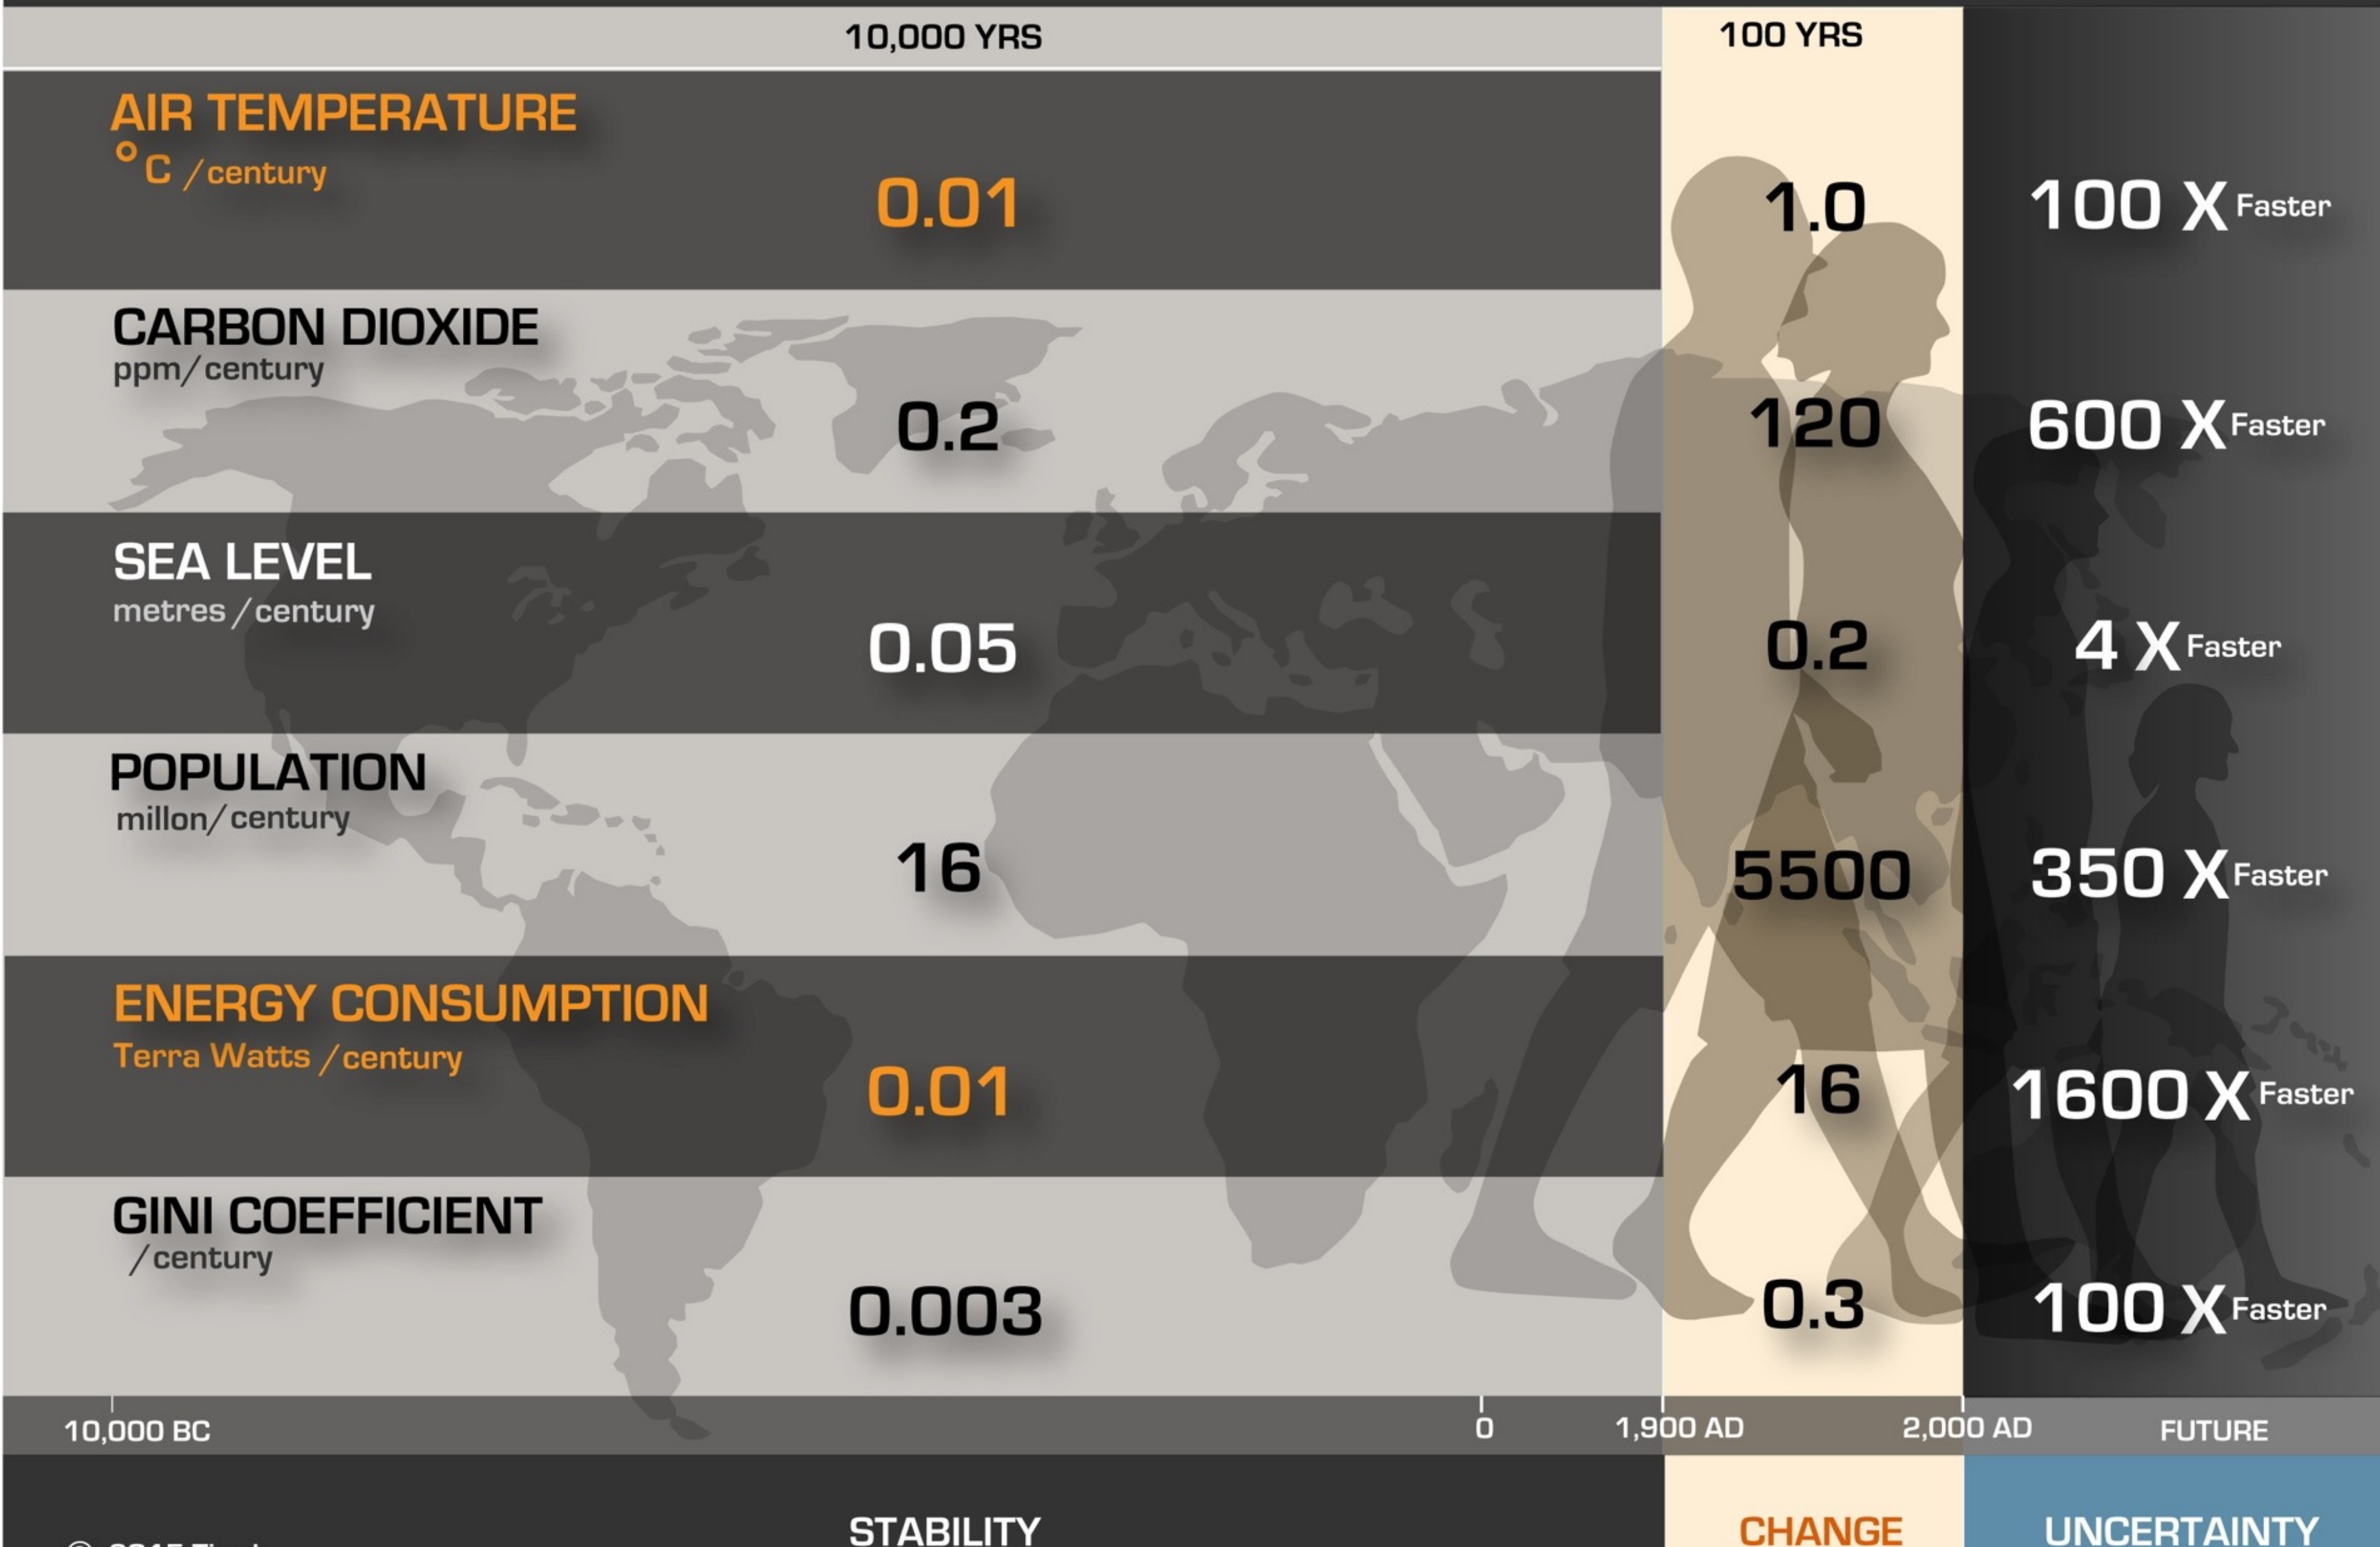 10,000 YRS
100 YRS
AIR TEMPERATURE
°C /century
0.01
1.0
100 X Faster
CARBON DIOXIDE
ppm/century
0.2
120
600 X Faster
SEA LEVEL
metres /century
0.05
0.2
4 X Faster
POPULATION
millon/century
16
5500
350 X Faster
ENERGY CONSUMPTION
Terra Watts /century
0.01
16
1600 X Faster
GINI COEFFICIENT
/century
0.003
0.3
100 X Faster
10,000 BC
0
1,900 AD
2,000 AD
FUTURE
STABILITY
CHANGE
UNCERTAINTY